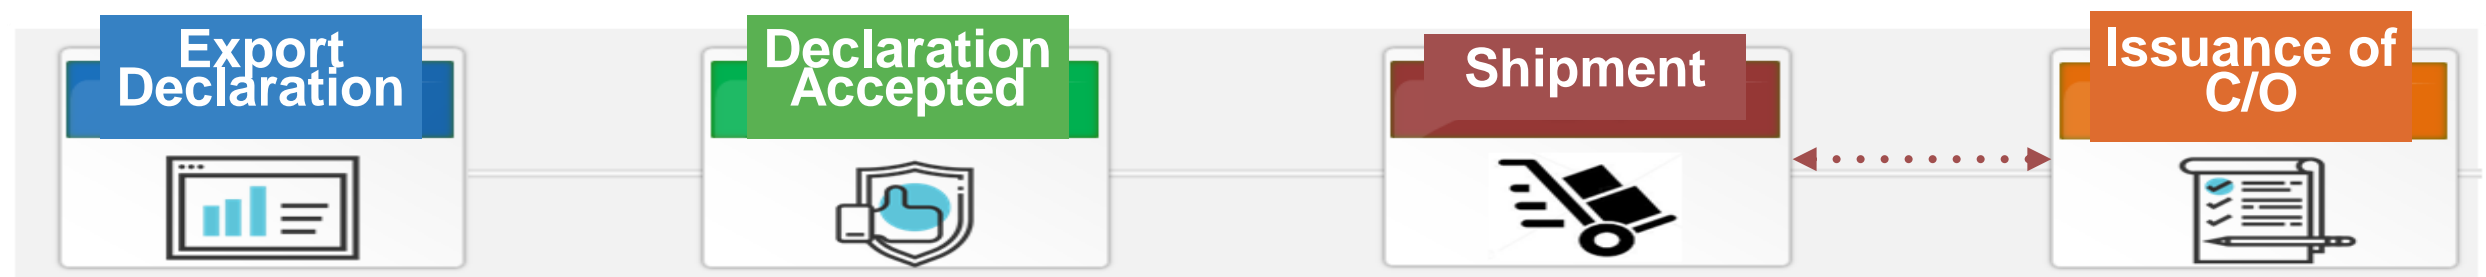 Export
Declaration
Declaration
Accepted
Shipment
Issuance of
C/O